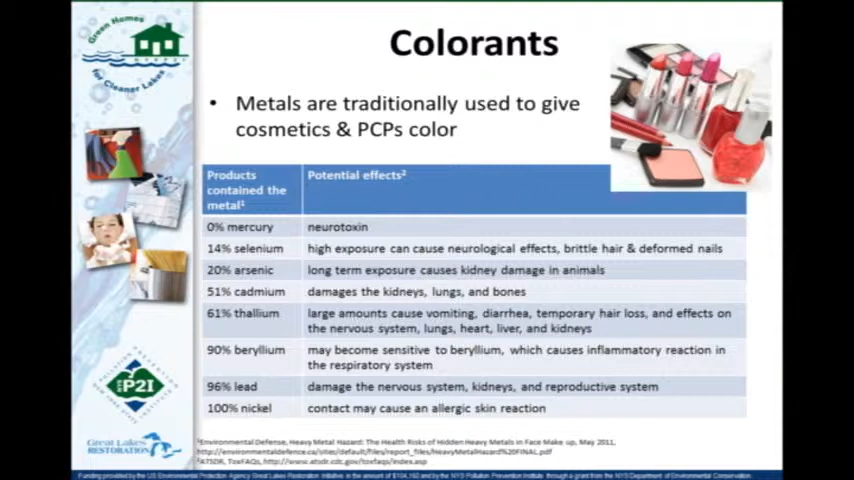 Green Homes
NYSP2I
for Cleaner Lakes
Colorants
• Metals are traditionally used to give
cosmetics & PCPs color
Products contained the metal¹ Potential effects²
0% mercury neurotoxin
14% selenium high exposure can cause neurological effects, brittle hair & deformed nails
20% arsenic long term exposure causes kidney damage in animals
51% cadmium damages the kidneys, lungs, and bones
61% thallium large amounts cause vomiting, diarrhea, temporary hair loss, and effects on
the nervous system, lungs, heart, liver, and kidneys
90% beryllium may become sensitive to beryllium, which causes inflammatory reaction in
the respiratory system
96% lead damage the nervous system, kidneys, and reproductive system
100% nickel contact may cause an allergic skin reaction
POLLUTION PREVENTION
NYS P2I
NEW YORK STATE INSTITUTE
Great Lakes
RESTORATION
¹Environmental Defense, Heavy Metal Hazard: The Health Risks of Hidden Heavy Metals in Face Make up, May 2011,
http://environmentaldefence.ca/sites/default/files/report_files/HeavyMetalHazard%20FINAL.pdf
²ATSDR, ToxFAQs, http://www.atsdr.cdc.gov/toxfaqs/index.asp
Funding provided by the US Environmental Protection Agency Great Lakes Restoration Initiative, in the amount of $104,192 and by the NYS Pollution Prevention Institute through a grant from the NYS Department of Environmental Conservation.